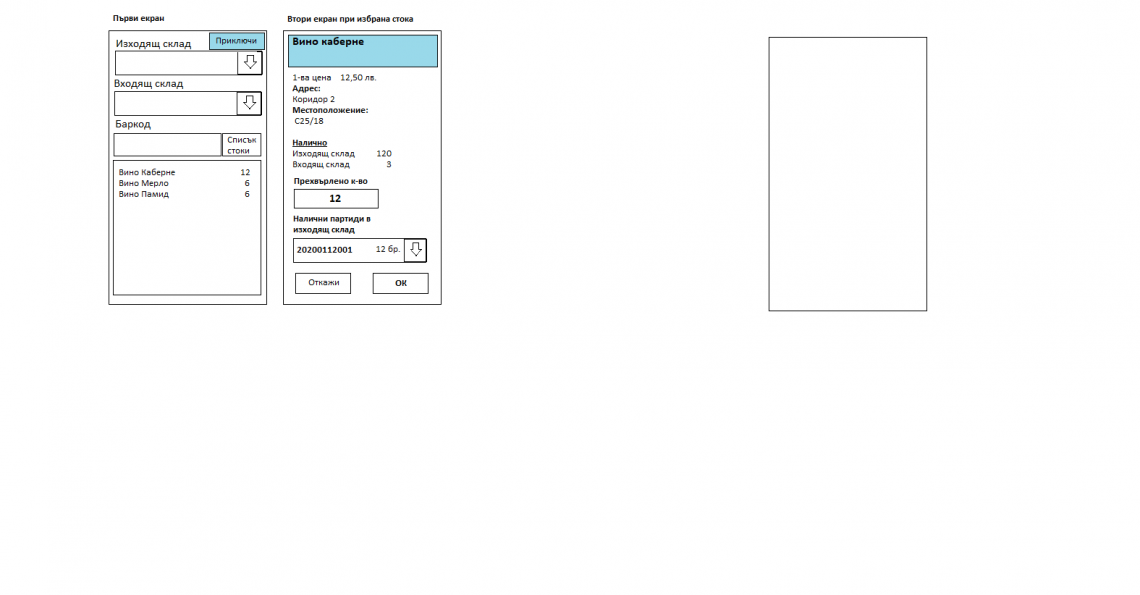 Първи екран
Изходящ склад
Приключи
Входящ склад
Баркод
Списък
стоки
Вино Каберне 12
Вино Мерло 6
Вино Памид 6
Втори екран при избрана стока
Вино каберне
1-ва цена 12,50 лв.
Адрес:
Коридор 2
Местоположение:
C25/18
Налично
Изходящ склад 120
Входящ склад 3
Прехвърлено к-во
12
Налични партиди в
изходящ склад
20200112001 12 бр.
Откажи
ОК